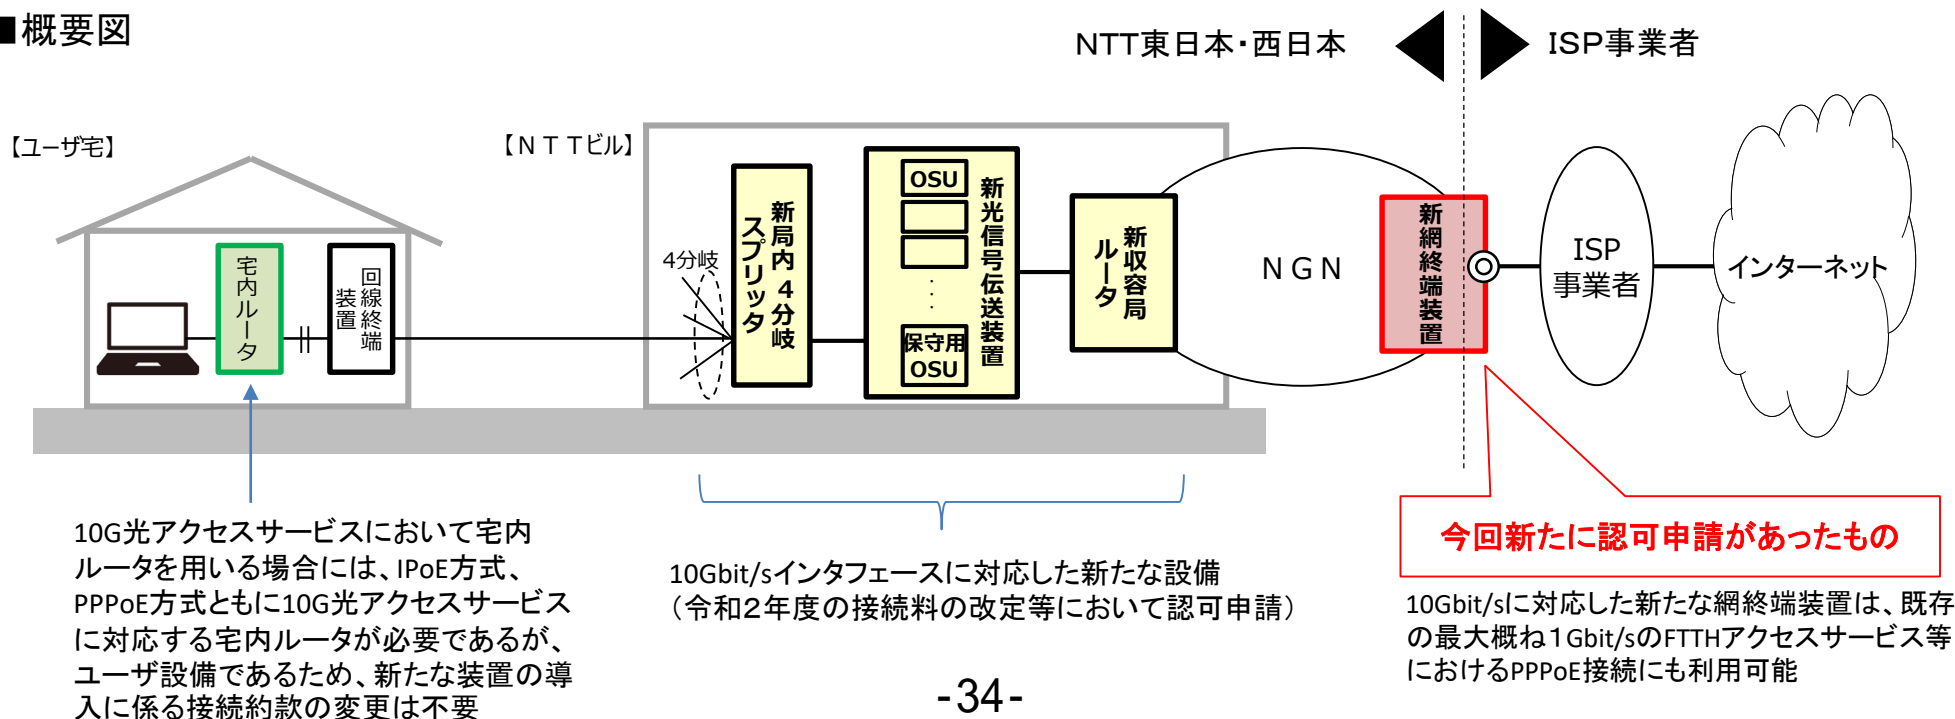 ■概要図
NTT東日本・西日本
ISP事業者
【ユーザ宅】
【ＮＴＴビル】
宅内ルータ
回線終端
装置
4分岐
新局内4分岐
スプリッタ
OSU
保守用
OSU
新光信号伝送装置
新収容局
ルータ
ＮＧＮ
新網終端装置
ISP
事業者
インターネット
10G光アクセスサービスにおいて宅内
ルータを用いる場合には、IPoE方式、
PPPoE方式ともに10G光アクセスサービス
に対応する宅内ルータが必要であるが、
ユーザ設備であるため、新たな装置の導
入に係る接続約款の変更は不要
10Gbit/sインタフェースに対応した新たな設備
（令和２年度の接続料の改定等において認可申請）
今回新たに認可申請があったもの
10Gbit/sに対応した新たな網終端装置は、既存
の最大概ね１Gbit/sのFTTHアクセスサービス等
におけるPPPoE接続にも利用可能
-34-